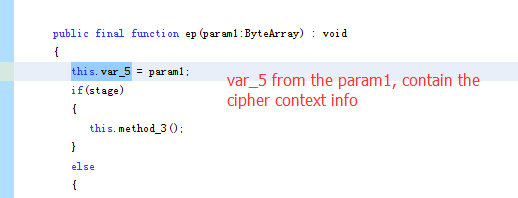 public final function ep(param1:ByteArray) : void
{
this.var_5 = param1;
if(stage)
{
this.method_3();
}
else
{
var_5 from the param1, contain the
cipher context info